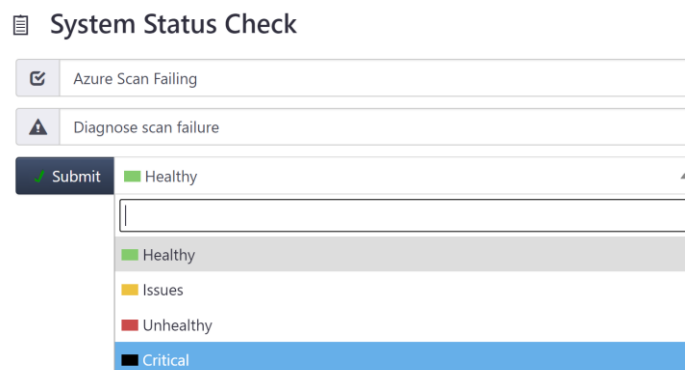 System Status Check
Azure Scan Failing
Diagnose scan failure
Submit Healthy
Healthy
Issues
Unhealthy
Critical